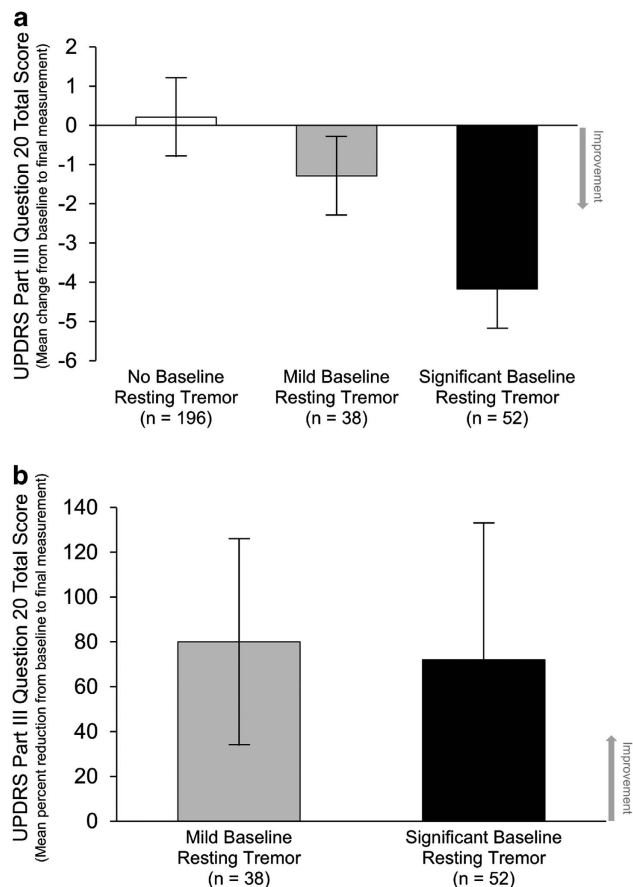 a
UPDRS Part III Question 20 Total Score
(Mean change from baseline to final measurement)
2
1
0
-1
-2
-3
-4
-5
-6
Improvement
No Baseline
Resting Tremor
(n = 196)
Mild Baseline
Resting Tremor
(n = 38)
Significant Baseline
Resting Tremor
(n = 52)
b
UPDRS Part III Question 20 Total Score
(Mean percent reduction from baseline to final measurement)
140
120
100
80
60
40
20
0
Improvement
Mild Baseline
Resting Tremor
(n = 38)
Significant Baseline
Resting Tremor
(n = 52)